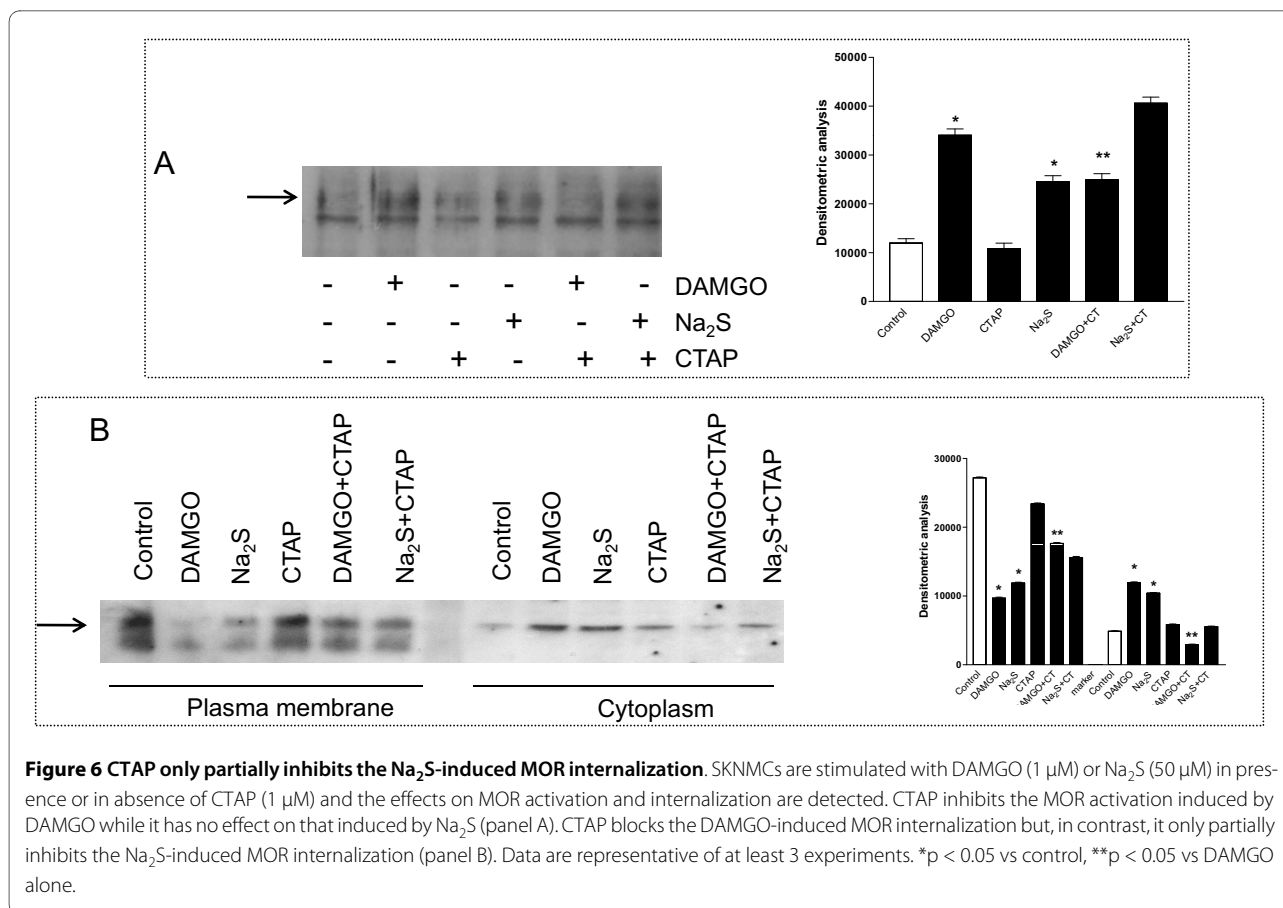 A
- + - - + - DAMGO
- - - + - + Na₂S
- - + - + + CTAP
Densitometric analysis
50000
40000
30000
20000
10000
0
*
*
**
Control
DAMGO
CTAP
Na₂S
DAMGO+CT
Na₂S+CT
B
Control
DAMGO
Na₂S
CTAP
DAMGO+CTAP
Na₂S+CTAP
Control
DAMGO
Na₂S
CTAP
DAMGO+CTAP
Na₂S+CTAP
Plasma membrane
Cytoplasm
Densitometric analysis
30000
20000
10000
0
*
*
**
*
*
**
Control
DAMGO
Na₂S
CTAP
DAMGO+CT
Na₂S+CT
marker
Control
DAMGO
Na₂S
CTAP
DAMGO+CT
Na₂S+CT
Figure 6 CTAP only partially inhibits the Na₂S-induced MOR internalization. SKNMCs are stimulated with DAMGO (1 μM) or Na₂S (50 μM) in pres-
ence or in absence of CTAP (1 μM) and the effects on MOR activation and internalization are detected. CTAP inhibits the MOR activation induced by
DAMGO while it has no effect on that induced by Na₂S (panel A). CTAP blocks the DAMGO-induced MOR internalization but, in contrast, it only partially
inhibits the Na₂S-induced MOR internalization (panel B). Data are representative of at least 3 experiments. *p < 0.05 vs control, **p < 0.05 vs DAMGO
alone.